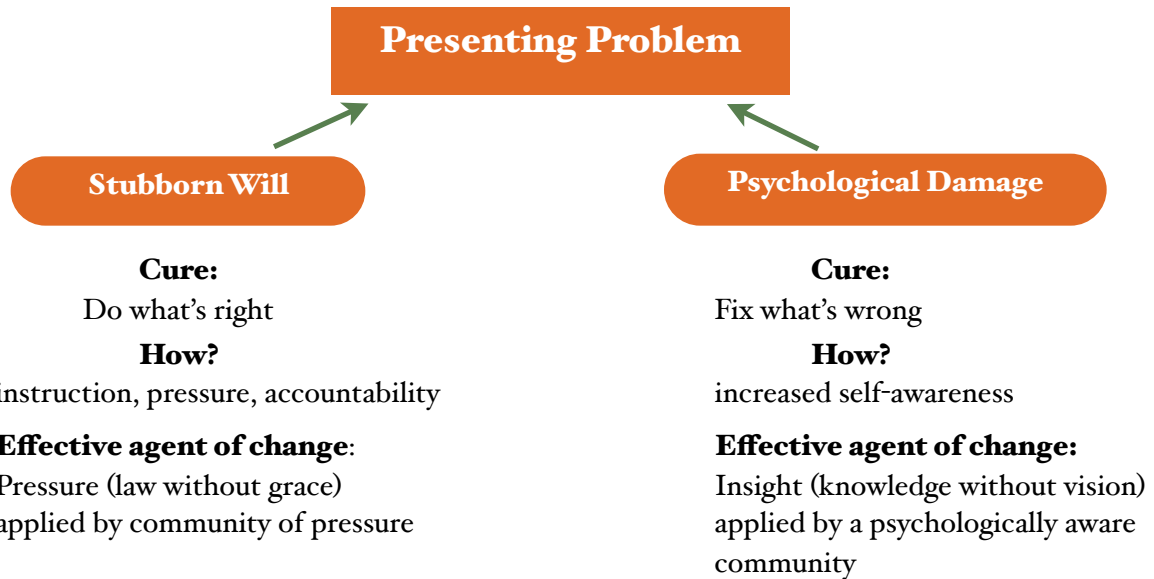 Presenting Problem
Stubborn Will
Cure:
Do what's right
How?
instruction, pressure, accountability
Effective agent of change:
Pressure (law without grace)
applied by community of pressure
Psychological Damage
Cure:
Fix what's wrong
How?
increased self-awareness
Effective agent of change:
Insight (knowledge without vision)
applied by a psychologically aware
community